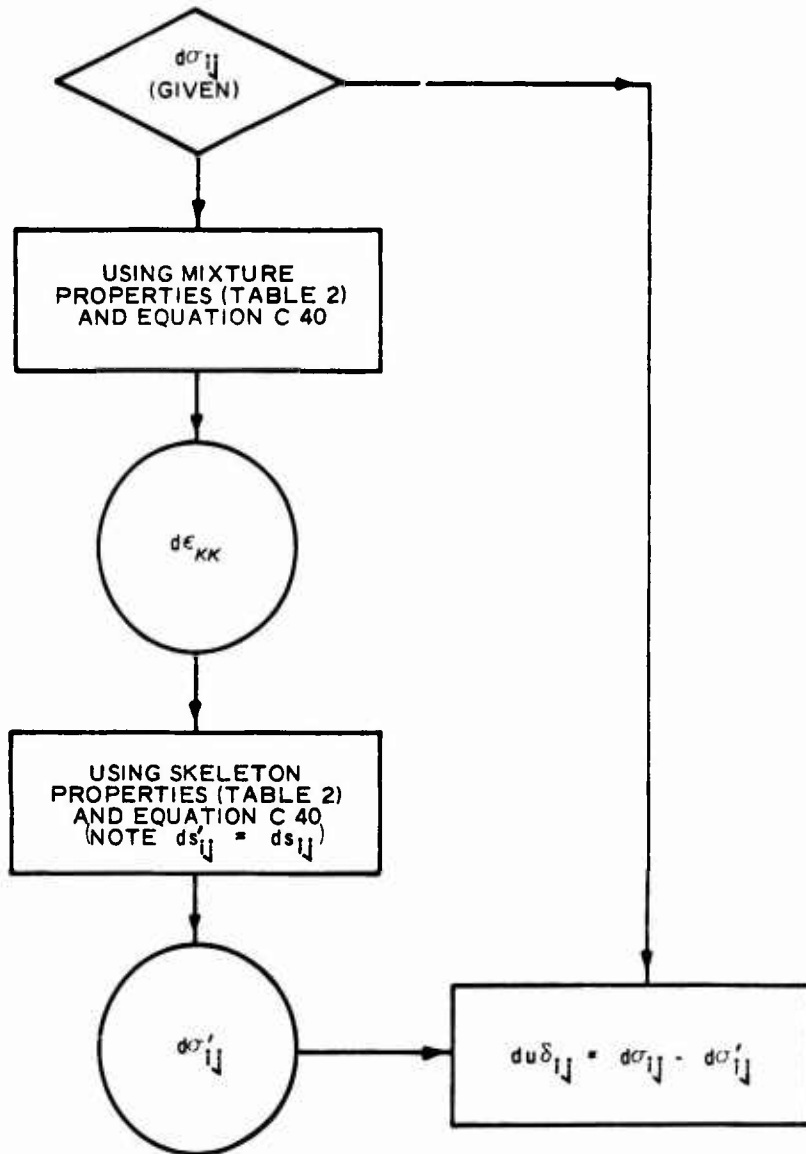 dσij
(GIVEN)
USING MIXTURE
PROPERTIES (TABLE 2)
AND EQUATION C 40
dϵKK
USING SKELETON
PROPERTIES (TABLE 2)
AND EQUATION C 40
(NOTE ds′ij = dsij)
dσ′ij
duδij = dσij - dσ′ij